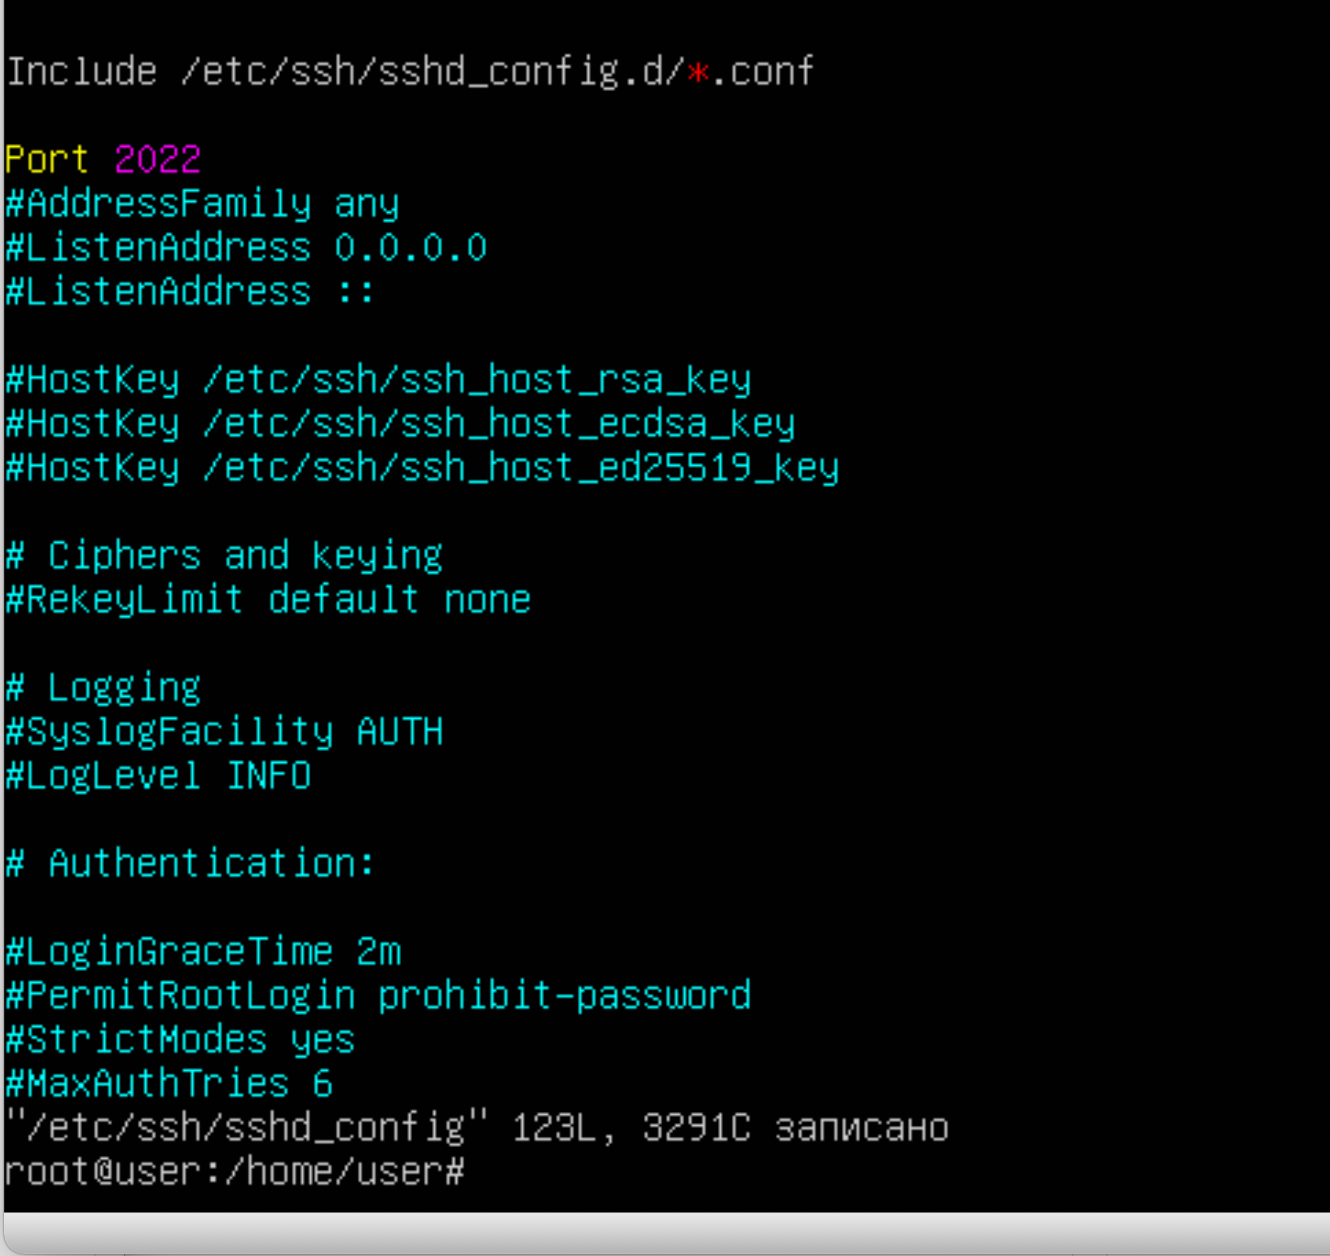 Include /etc/ssh/sshd_config.d/*.conf
Port 2022
#AddressFamily any
#ListenAddress 0.0.0.0
#ListenAddress ::
#HostKey /etc/ssh/ssh_host_rsa_key
#HostKey /etc/ssh/ssh_host_ecdsa_key
#HostKey /etc/ssh/ssh_host_ed25519_key
# Ciphers and keying
#RekeyLimit default none
# Logging
#SyslogFacility AUTH
#LogLevel INFO
# Authentication:
#LoginGraceTime 2m
#PermitRootLogin prohibit-password
#StrictModes yes
#MaxAuthTries 6
"/etc/ssh/sshd_config" 123L, 3291C записано
root@user:/home/user#